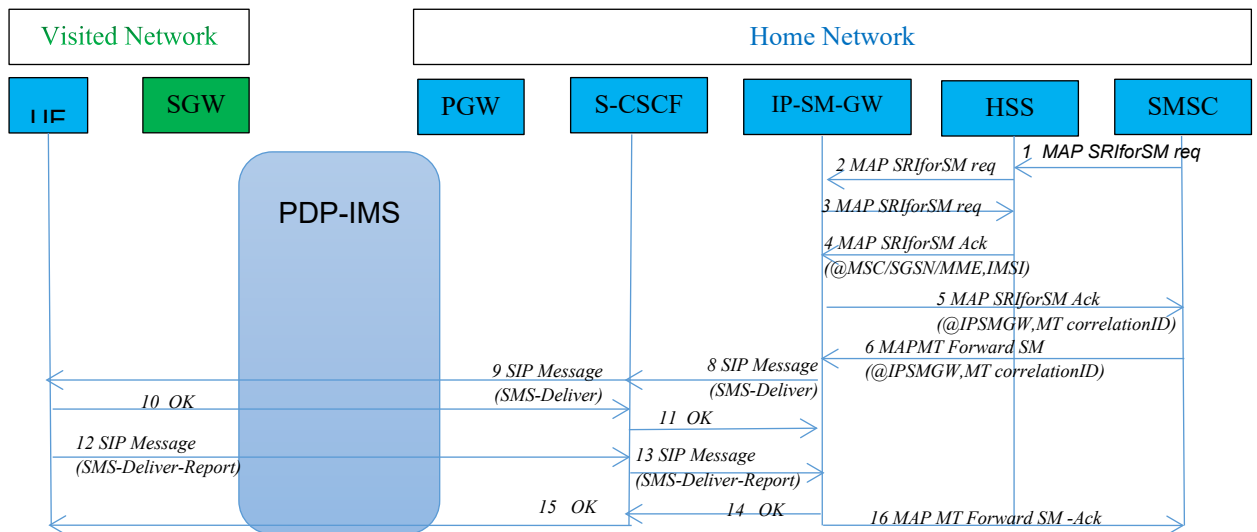 Visited Network
Home Network
UE
SGW
PGW
S-CSCF
IP-SM-GW
HSS
SMSC
PDP-IMS
1 MAP SRIforSM req
2 MAP SRIforSM req
3 MAP SRIforSM req
4 MAP SRIforSM Ack
(@MSC/SGSN/MME,IMSI)
5 MAP SRIforSM Ack
(@IPSMGW,MT correlationID)
6 MAPMT Forward SM
(@IPSMGW,MT correlationID)
8 SIP Message
(SMS-Deliver)
9 SIP Message
(SMS-Deliver)
10 OK
11 OK
12 SIP Message
(SMS-Deliver-Report)
13 SIP Message
(SMS-Deliver-Report)
14 OK
15 OK
16 MAP MT Forward SM -Ack